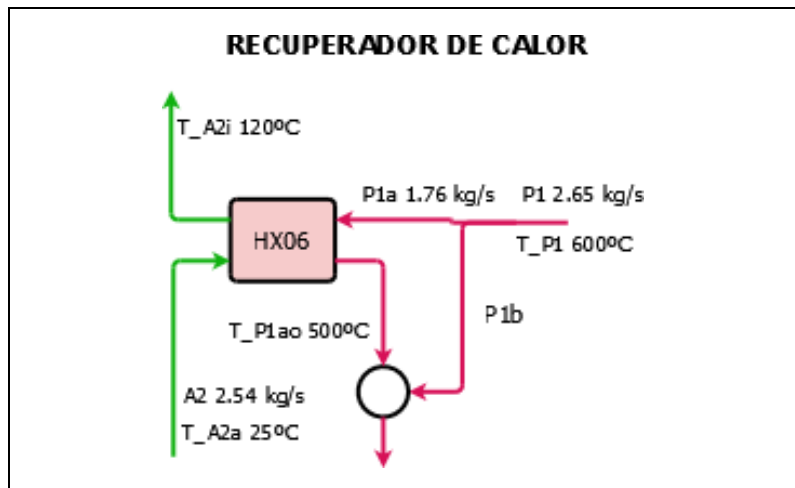 RECUPERADOR DE CALOR
T_A2i 120ºC
P1a 1.76 kg/s
P1 2.65 kg/s
HX06
T_P1 600ºC
P1b
T_P1ao 500ºC
A2 2.54 kg/s
T_A2a 25ºC